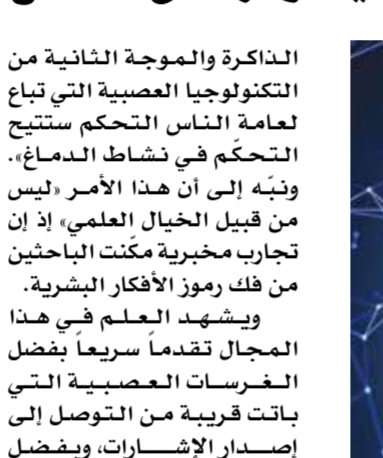 الذاكرة والموجة الثانية من
التكنولوجيا العصبية التي تباع
لعامة الناس التحكم ستتيح
التحكّم في نشاط الدماغ».
ونبّه إلى أن هذا الأمر «ليس
من قبيل الخيال العلمي» إذ إن
تجارب مخبرية مكّنت الباحثين
من فك رموز الأفكار البشرية.
ويشهد العلم في هذا
المجال تقدماً سريعاً بفضل
الغرسات العصبية التي
باتت قريبة من التوصل إلى
إصدار الإشارات، وبفضل